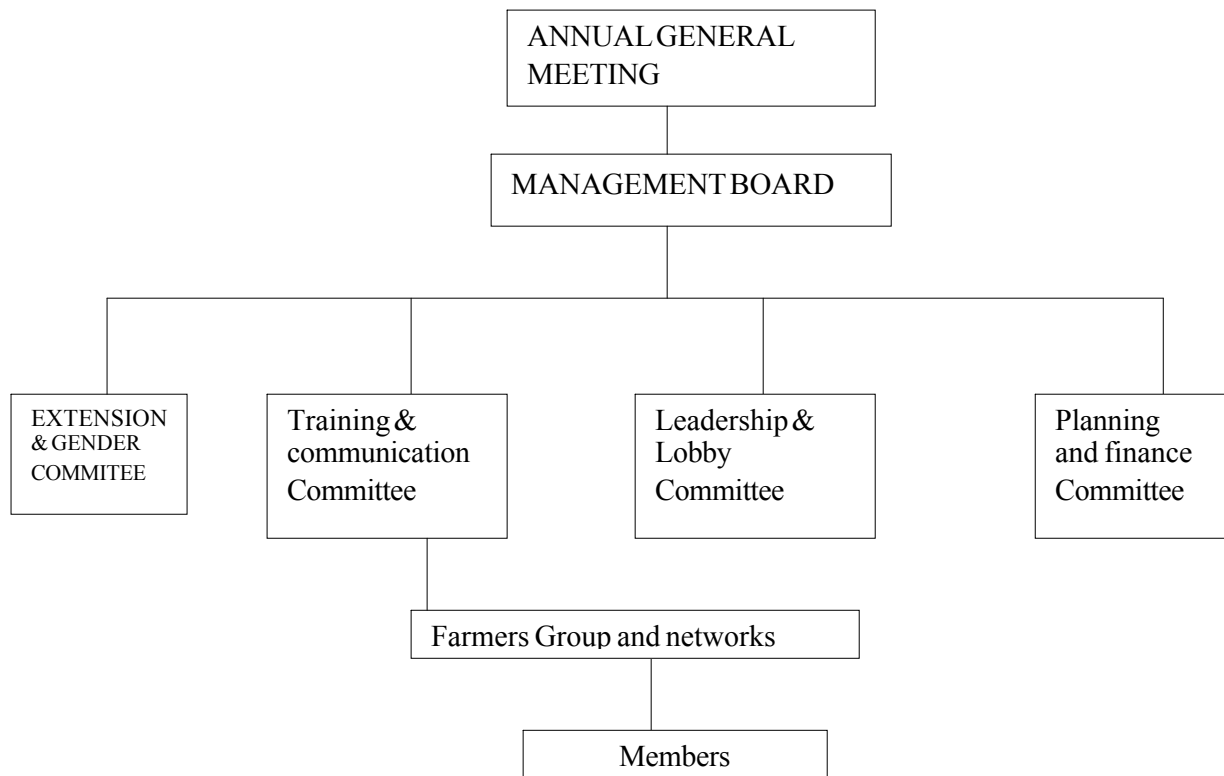 ANNUAL GENERAL
MEETING
MANAGEMENT BOARD
EXTENSION
& GENDER
COMMITEE
Training &
communication
Committee
Leadership &
Lobby
Committee
Planning
and finance
Committee
Farmers Group and networks
Members